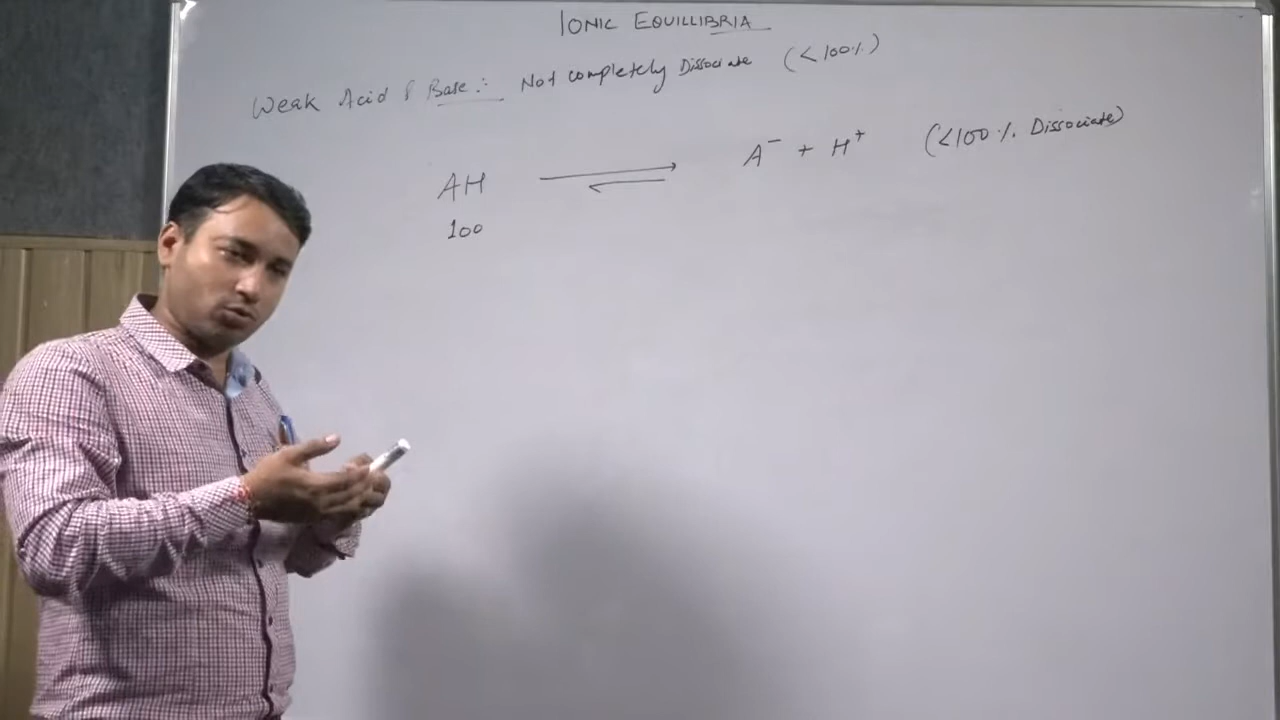 IONIC EQUILLIBRIA
Weak Acid & Base :- Not completely Dissociate (<100%)
AH ⇌ A⁻ + H⁺ (<100% Dissociate)
100